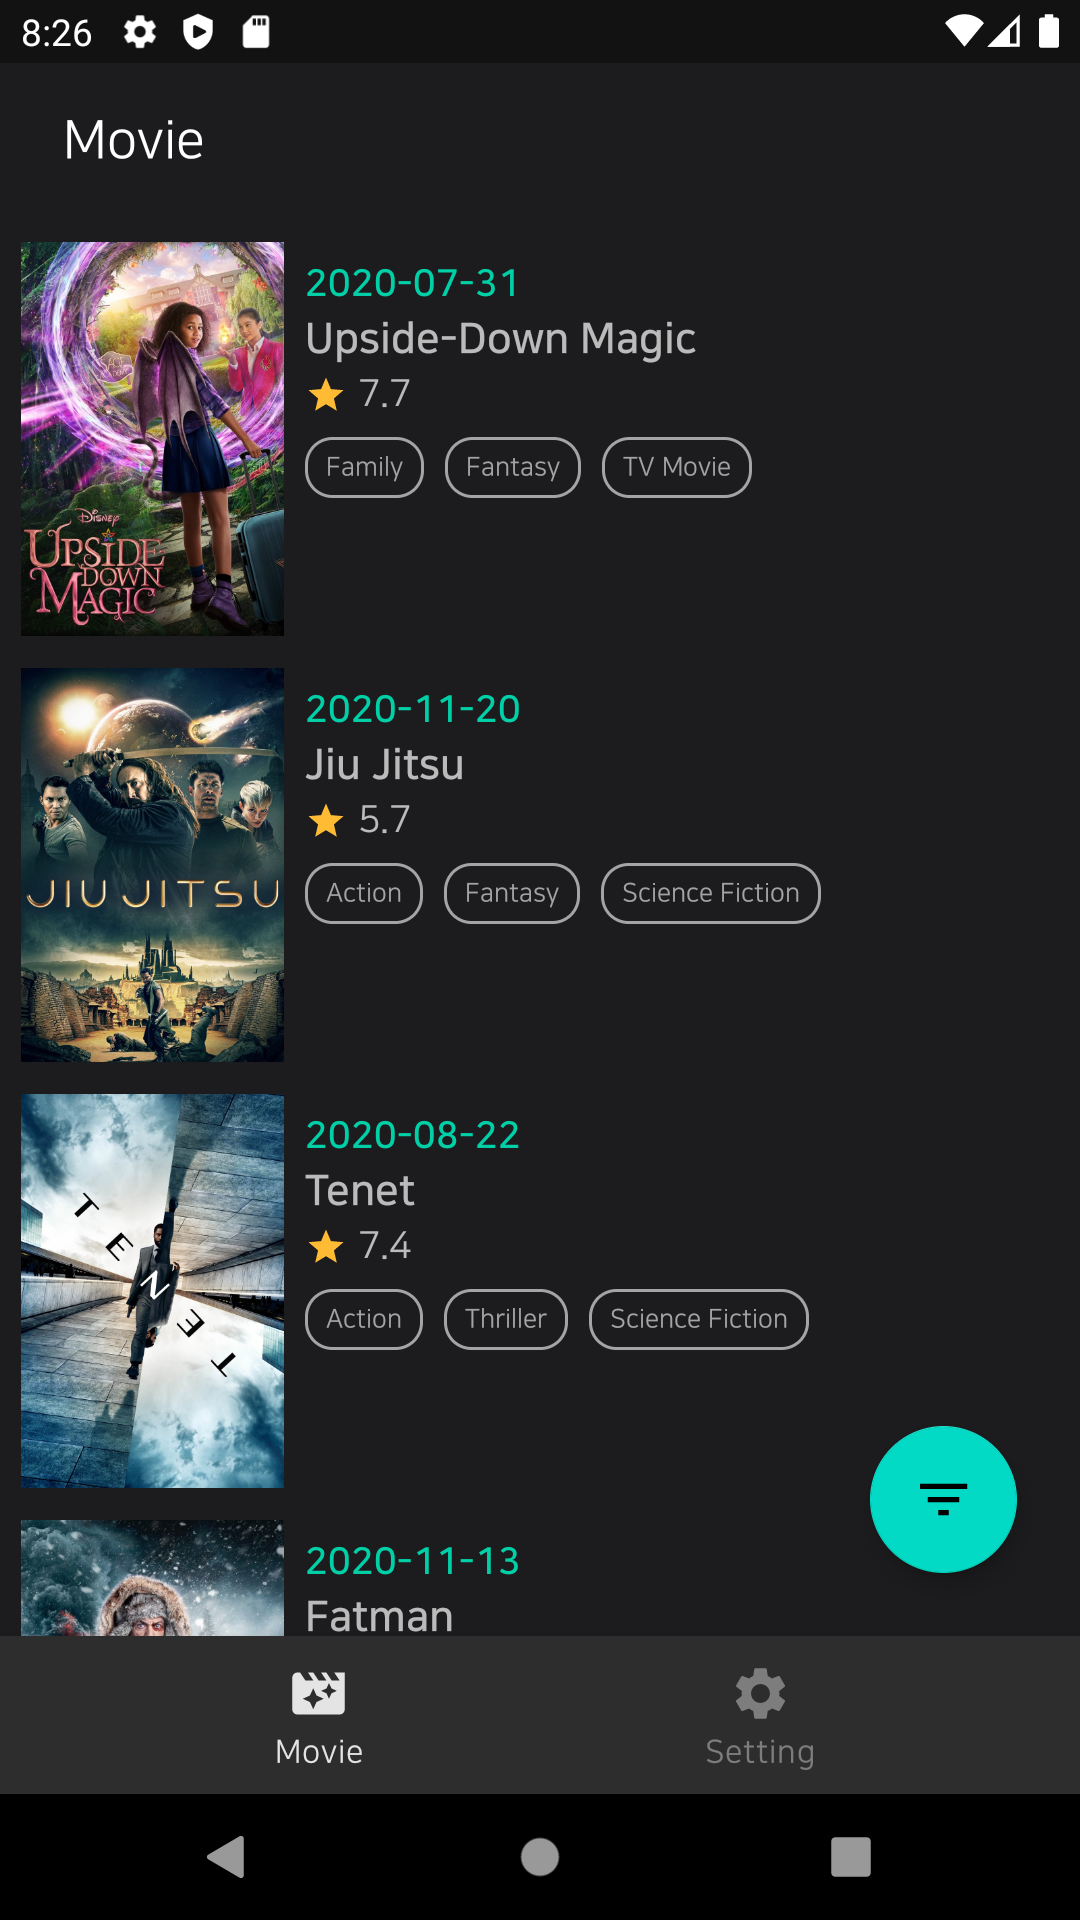 8:26
Movie
2020-07-31
Upside-Down Magic
7.7
Family Fantasy TV Movie
Disney
UPSIDE
DOWN
MAGIC
2020-11-20
Jiu Jitsu
5.7
Action Fantasy Science Fiction
JIU JITSU
2020-08-22
Tenet
7.4
Action Thriller Science Fiction
TENET
2020-11-13
Fatman
Movie Setting